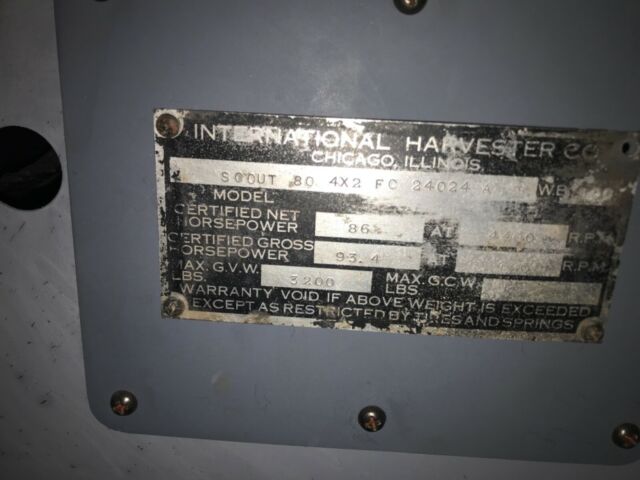 INTERNATIONAL HARVESTER CO
CHICAGO, ILLINOIS
SCOUT 80 4X2 FC 24024 A W.B.
MODEL
CERTIFIED NET
HORSEPOWER 86 AT R.P.M.
CERTIFIED GROSS
HORSEPOWER 93.4 AT R.P.M.
MAX. G.V.W. MAX. G.C.W.
LBS. 3200 LBS.
WARRANTY VOID IF ABOVE WEIGHT IS EXCEEDED
EXCEPT AS RESTRICTED BY TIRES AND SPRINGS